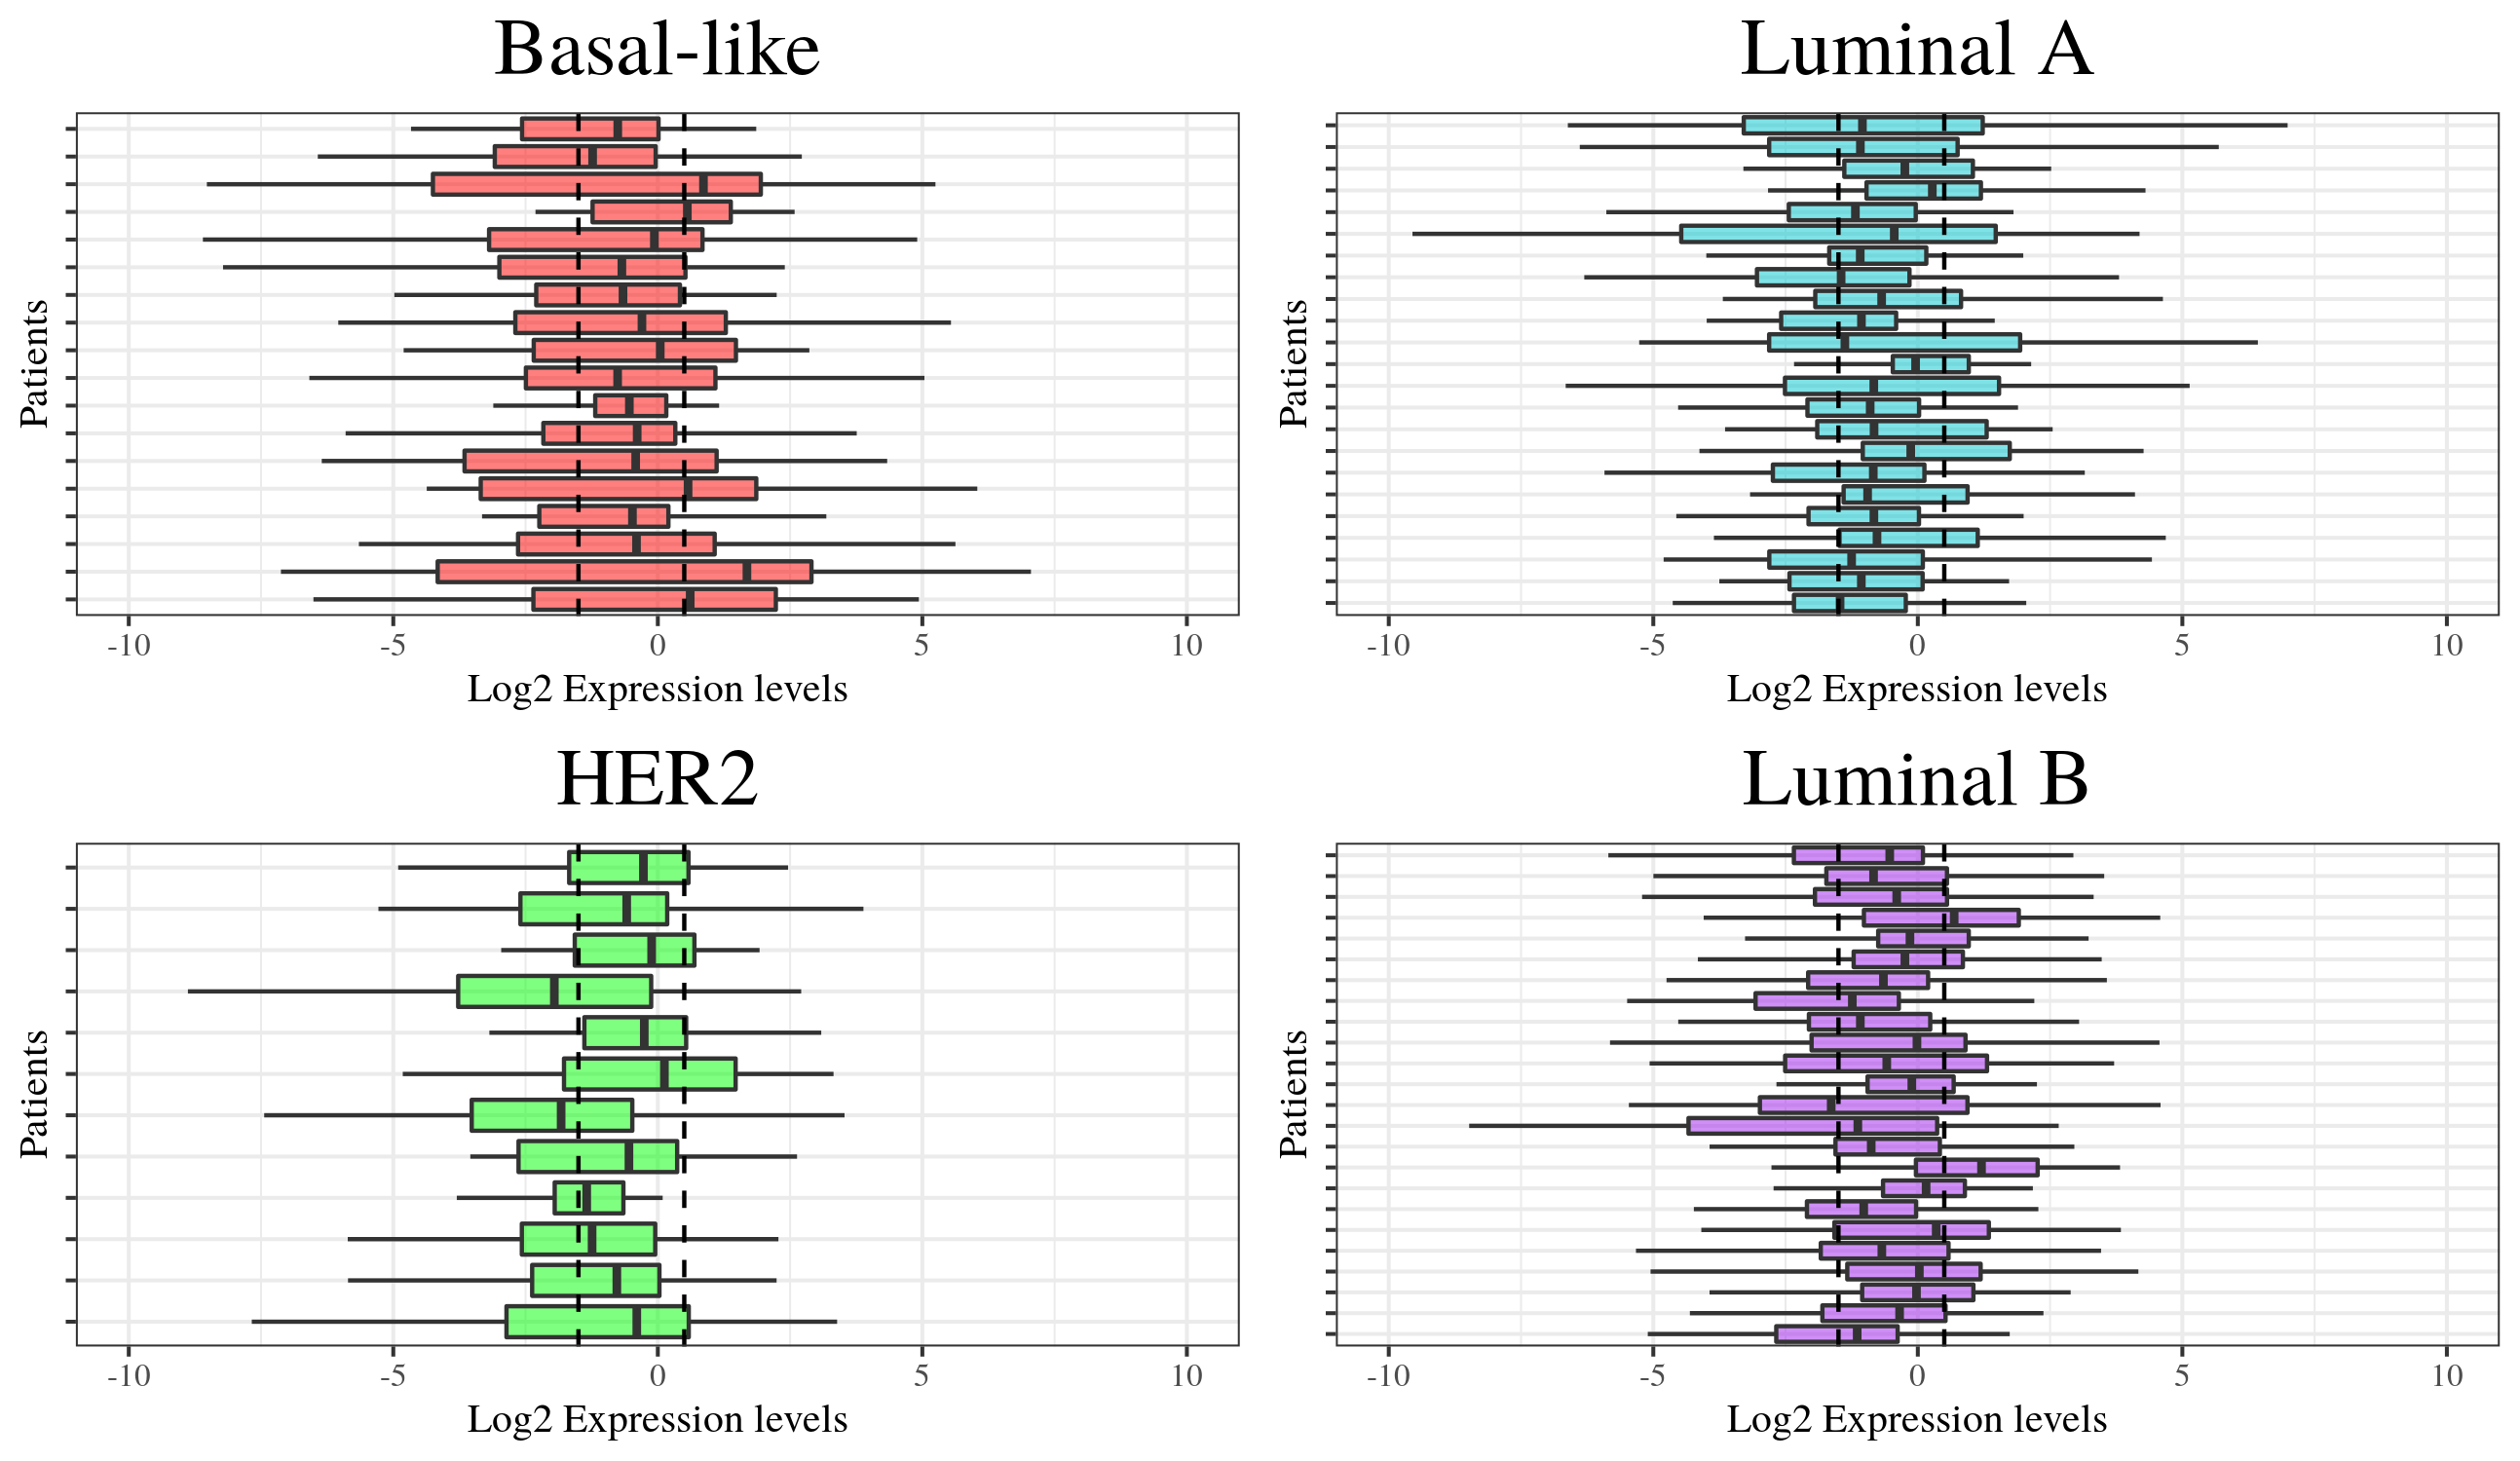 Basal-like
Patients
-10 -5 0 5 10
Log2 Expression levels
Luminal A
Patients
-10 -5 0 5 10
Log2 Expression levels
HER2
Patients
-10 -5 0 5 10
Log2 Expression levels
Luminal B
Patients
-10 -5 0 5 10
Log2 Expression levels